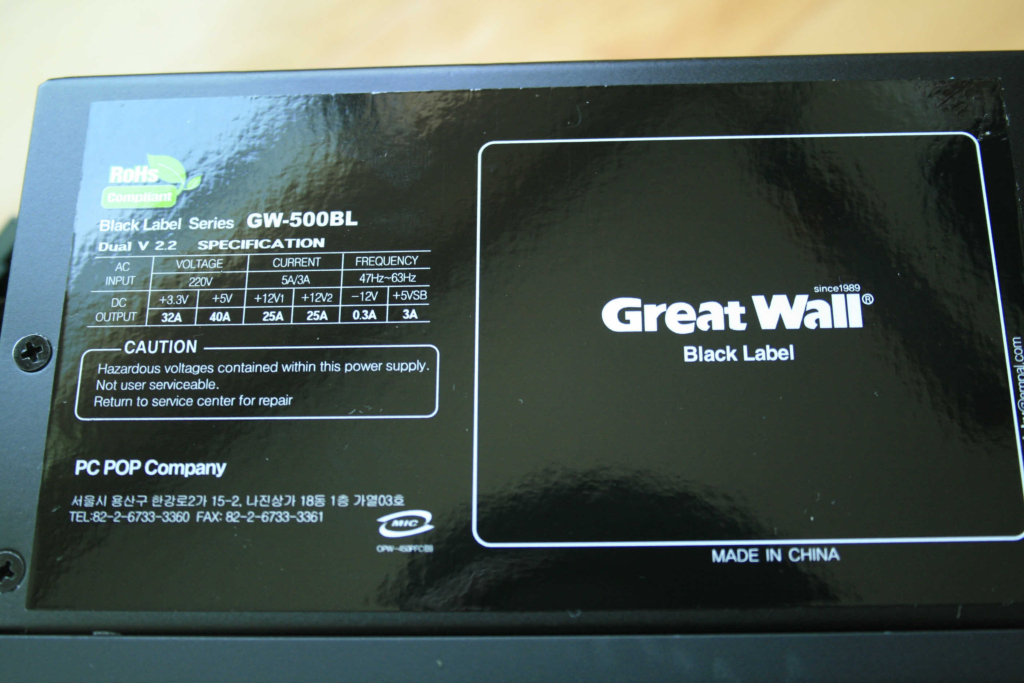 RoHs
Compliant
Black Label Series GW-500BL
Dual V 2.2 SPECIFICATION
AC INPUT VOLTAGE CURRENT FREQUENCY
220V 5A/3A 47Hz~63Hz
DC OUTPUT +3.3V +5V +12V1 +12V2 -12V +5VSB
32A 40A 25A 25A 0.3A 3A
CAUTION
Hazardous voltages contained within this power supply.
Not user serviceable.
Return to service center for repair
PC POP Company
서울시 용산구 한강로2가 15-2, 나진상가 18동 1층 가열03호
TEL:82-2-6733-3360 FAX: 82-2-6733-3361
MIC
since1989
Great Wall®
Black Label
MADE IN CHINA